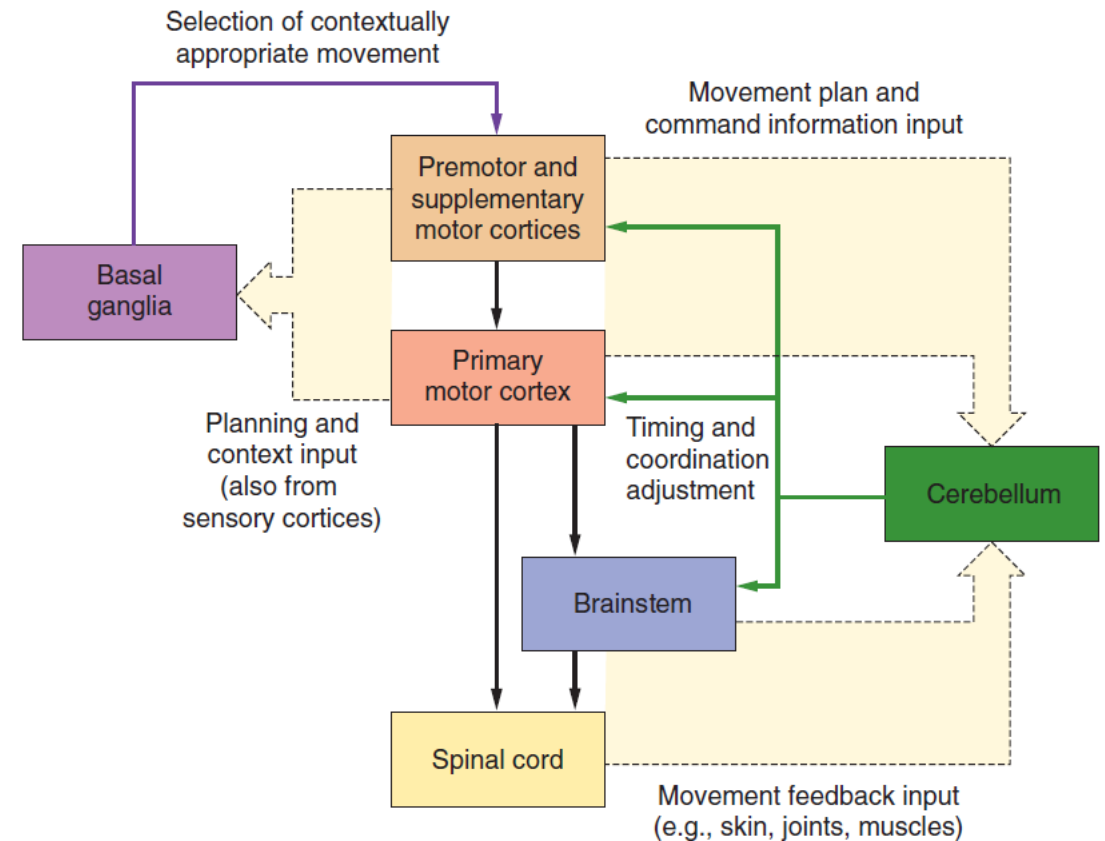 Selection of contextually
appropriate movement
Movement plan and
command information input
Premotor and
supplementary
motor cortices
Basal
ganglia
Primary
motor cortex
Planning and
context input
(also from
sensory cortices)
Timing and
coordination
adjustment
Cerebellum
Brainstem
Spinal cord
Movement feedback input
(e.g., skin, joints, muscles)